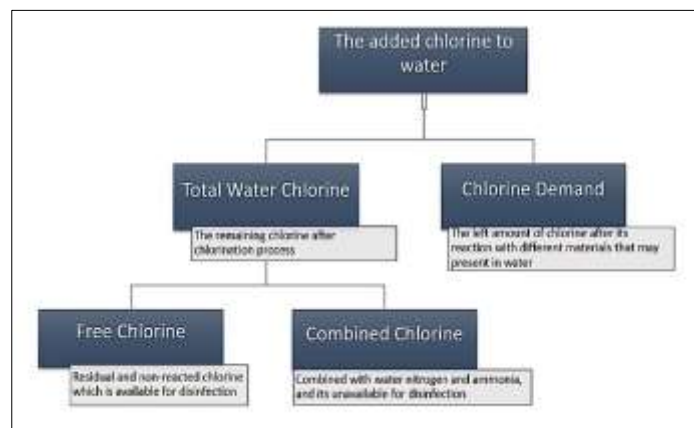 The added chlorine to
water
Total Water Chlorine
The remaining chlorine after
chlorination process
Chlorine Demand
The left amount of chlorine after its
reaction with different materials that may
present in water
Free Chlorine
Residual and non-reacted chlorine
which is available for disinfection
Combined Chlorine
Combined with water nitrogen and ammonia,
and its unavailable for disinfection